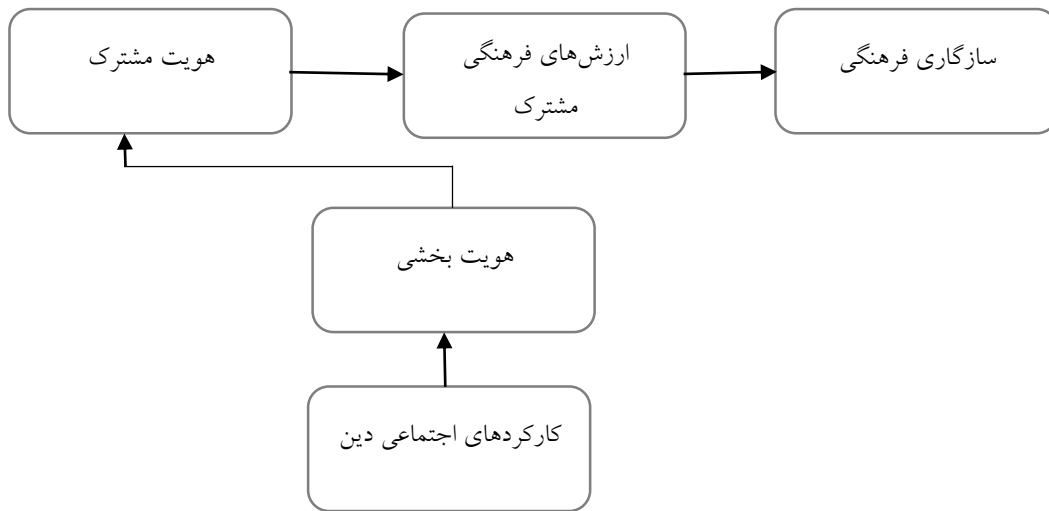 هویت مشترک
ارزش‌های فرهنگی
مشترک
سازگاری فرهنگی
هویت بخشی
کارکردهای اجتماعی دین